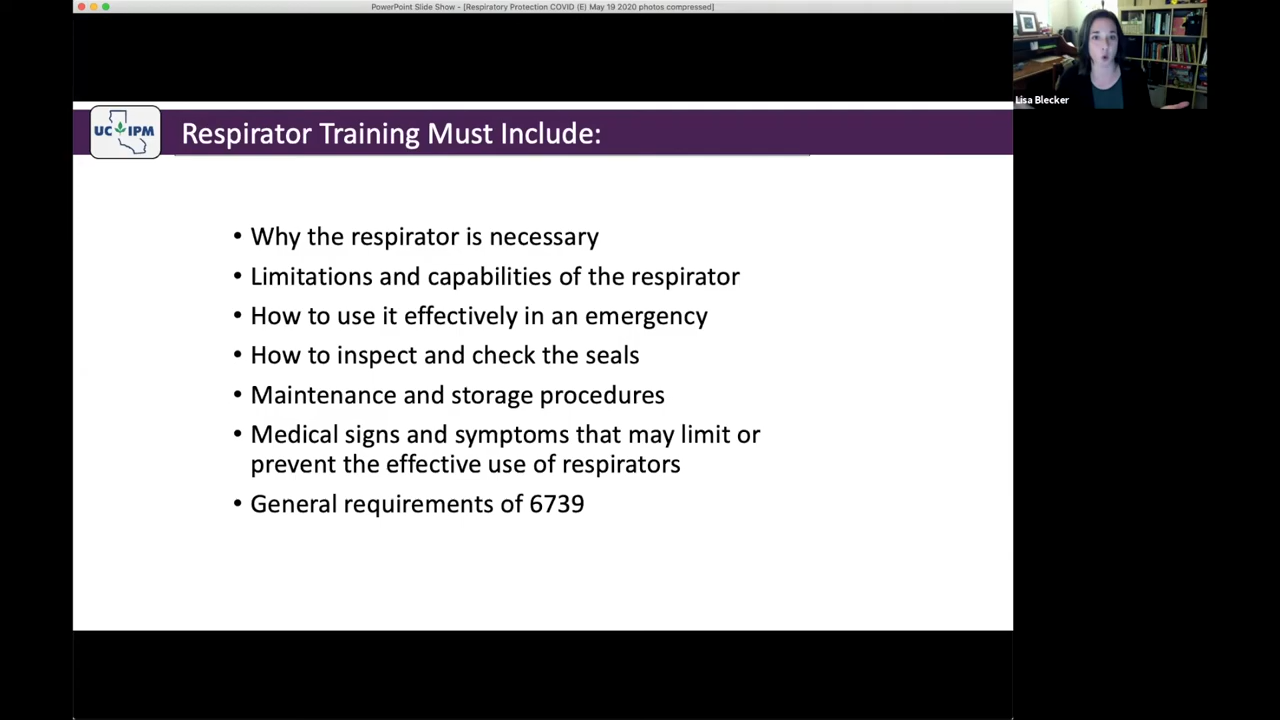 PowerPoint Slide Show - [Respiratory Protection COVID (E) May 19 2020 photos compressed]
Lisa Blecker
UC IPM
Respirator Training Must Include:
• Why the respirator is necessary
• Limitations and capabilities of the respirator
• How to use it effectively in an emergency
• How to inspect and check the seals
• Maintenance and storage procedures
• Medical signs and symptoms that may limit or
prevent the effective use of respirators
• General requirements of 6739